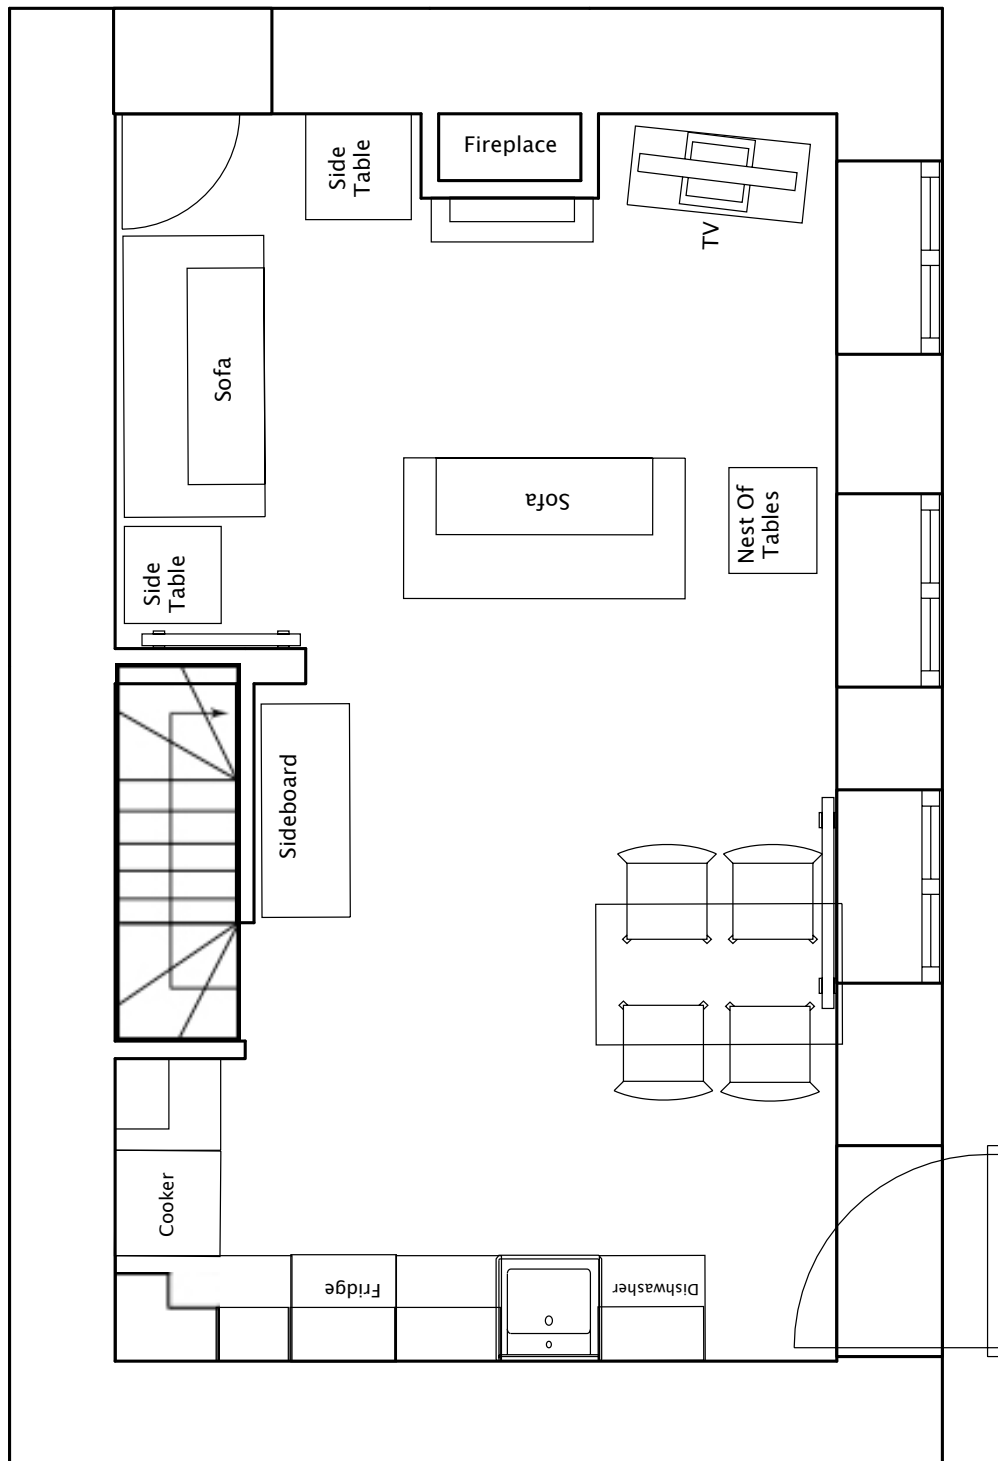 Fireplace
Side
Table
TV
Sofa
Sofa
Nest Of
Tables
Side
Table
Sideboard
Cooker
Fridge
Dishwasher